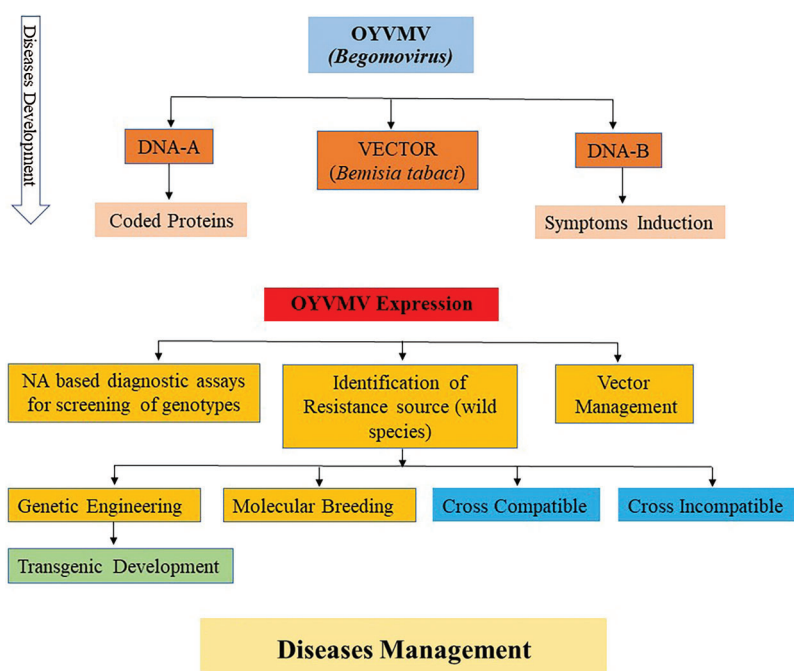 Diseases Development
OYVMV
(Begomovirus)
DNA-A
VECTOR
(Bemisia tabaci)
DNA-B
Coded Proteins
Symptoms Induction
OYVMV Expression
NA based diagnostic assays
for screening of genotypes
Identification of
Resistance source (wild
species)
Vector
Management
Genetic Engineering
Molecular Breeding
Cross Compatible
Cross Incompatible
Transgenic Development
Diseases Management